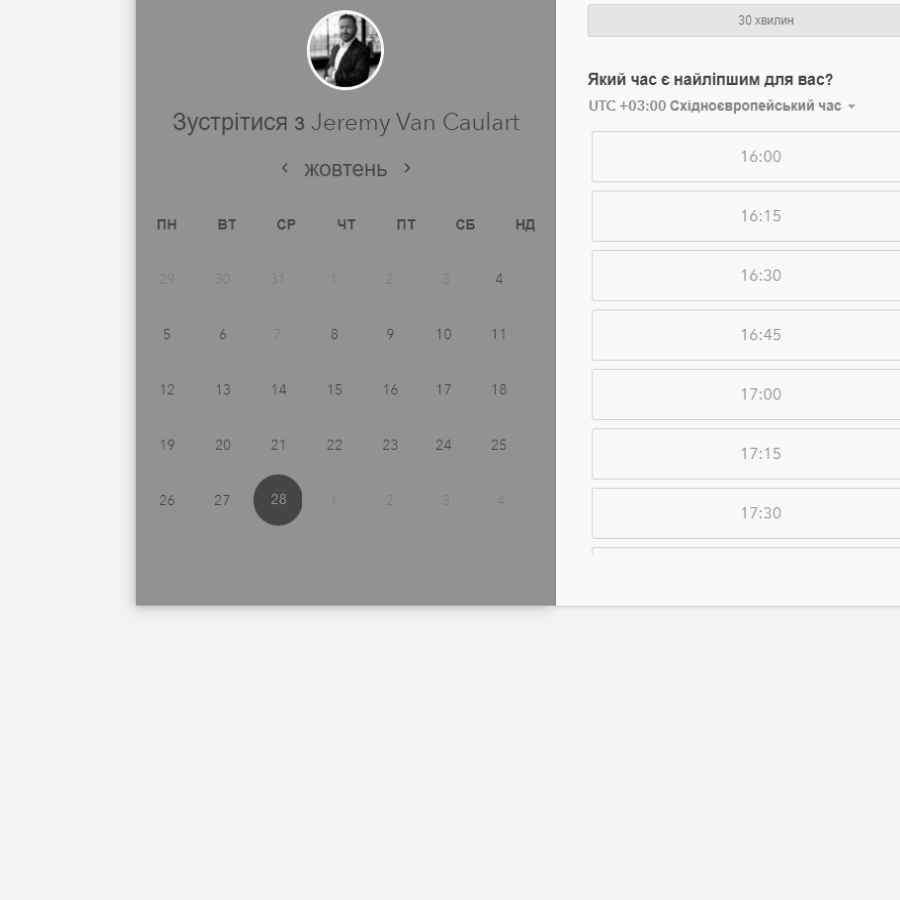 Зустрітися з Jeremy Van Caulart
жовтень
ПН ВТ СР ЧТ ПТ СБ НД
29 30 31 1 2 3 4
5 6 7 8 9 10 11
12 13 14 15 16 17 18
19 20 21 22 23 24 25
26 27 28 1 2 3 4
30 хвилин
Який час є найліпшим для вас?
UTC +03:00 Східноєвропейський час
16:00
16:15
16:30
16:45
17:00
17:15
17:30